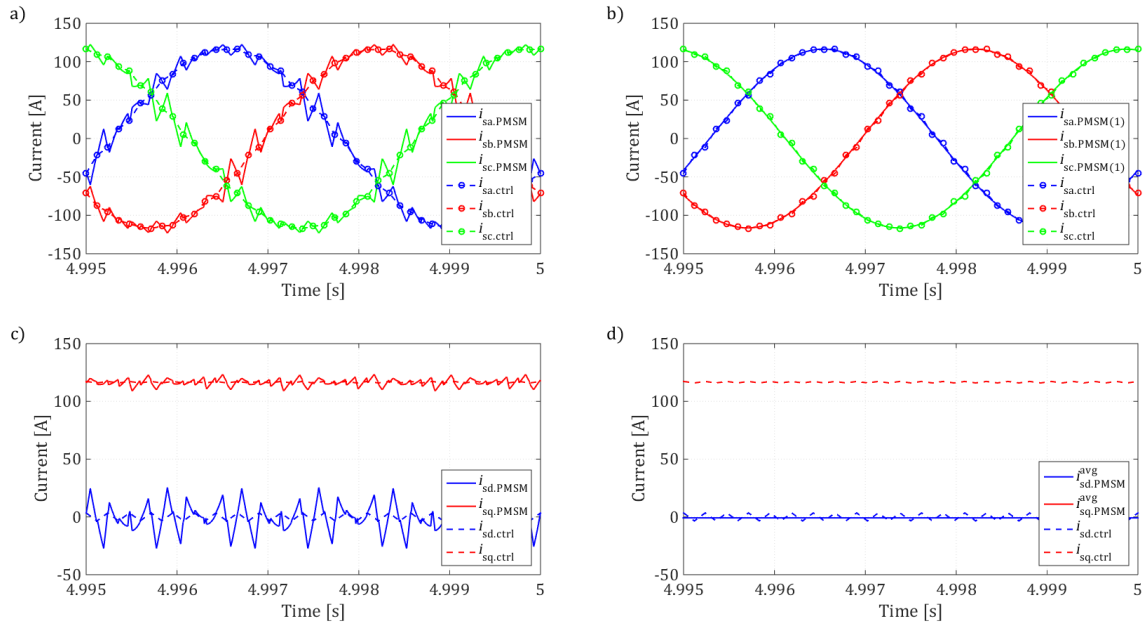 a)
150
100
50
0
-50
-100
-150
Current [A]
4.995
4.996
4.997
4.998
4.999
5
Time [s]
isa.PMSM
isb.PMSM
isc.PMSM
isa.ctrl
isb.ctrl
isc.ctrl
b)
150
100
50
0
-50
-100
-150
Current [A]
4.995
4.996
4.997
4.998
4.999
5
Time [s]
isa.PMSM(1)
isb.PMSM(1)
isc.PMSM(1)
isa.ctrl
isb.ctrl
isc.ctrl
c)
150
100
50
0
-50
Current [A]
4.995
4.996
4.997
4.998
4.999
5
Time [s]
isd.PMSM
isq.PMSM
isd.ctrl
isq.ctrl
d)
150
100
50
0
-50
Current [A]
4.995
4.996
4.997
4.998
4.999
5
Time [s]
iavg sd.PMSM
iavg sq.PMSM
isd.ctrl
isq.ctrl